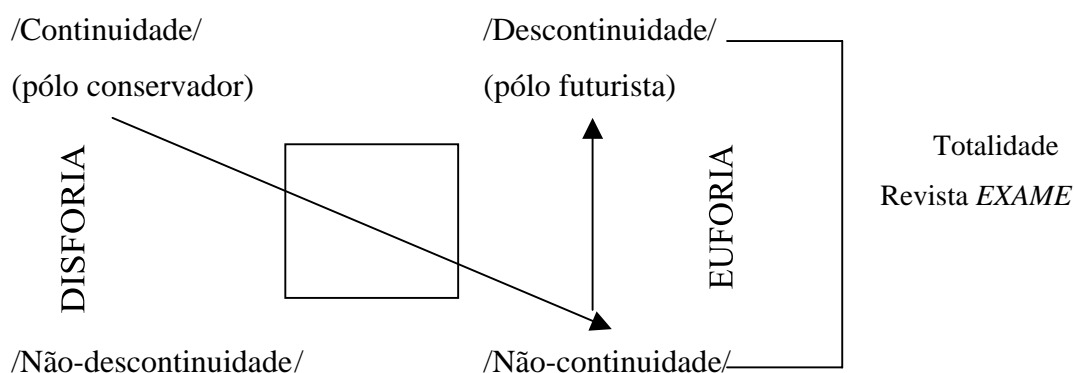 /Continuidade/
/Descontinuidade/
(pólo conservador)
(pólo futurista)
DISFORIA
EUFORIA
Totalidade
Revista EXAME
/Não-descontinuidade/
/Não-continuidade/